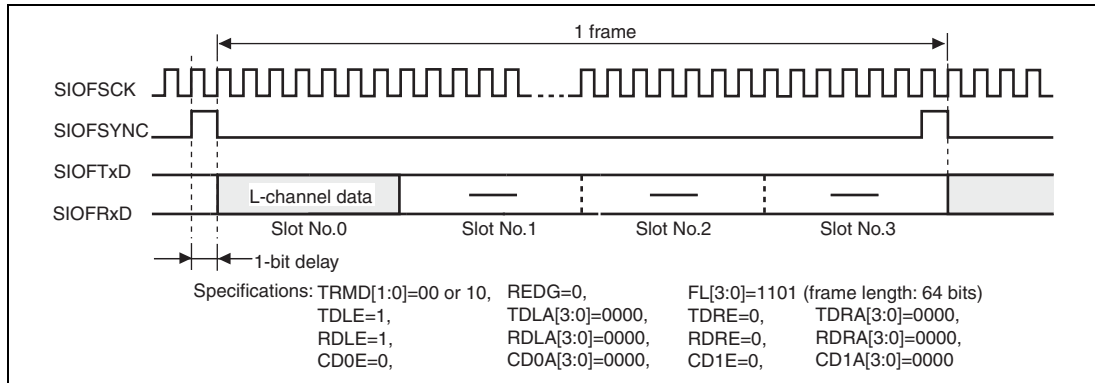 1 frame
SIOFSCK
SIOFSYNC
SIOFTxD
L-channel data
SIOFRxD
Slot No.0 Slot No.1 Slot No.2 Slot No.3
1-bit delay
Specifications: TRMD[1:0]=00 or 10, REDG=0, FL[3:0]=1101 (frame length: 64 bits)
TDLE=1, TDLA[3:0]=0000, TDRE=0, TDRA[3:0]=0000,
RDLE=1, RDLA[3:0]=0000, RDRE=0, RDRA[3:0]=0000,
CD0E=0, CD0A[3:0]=0000, CD1E=0, CD1A[3:0]=0000